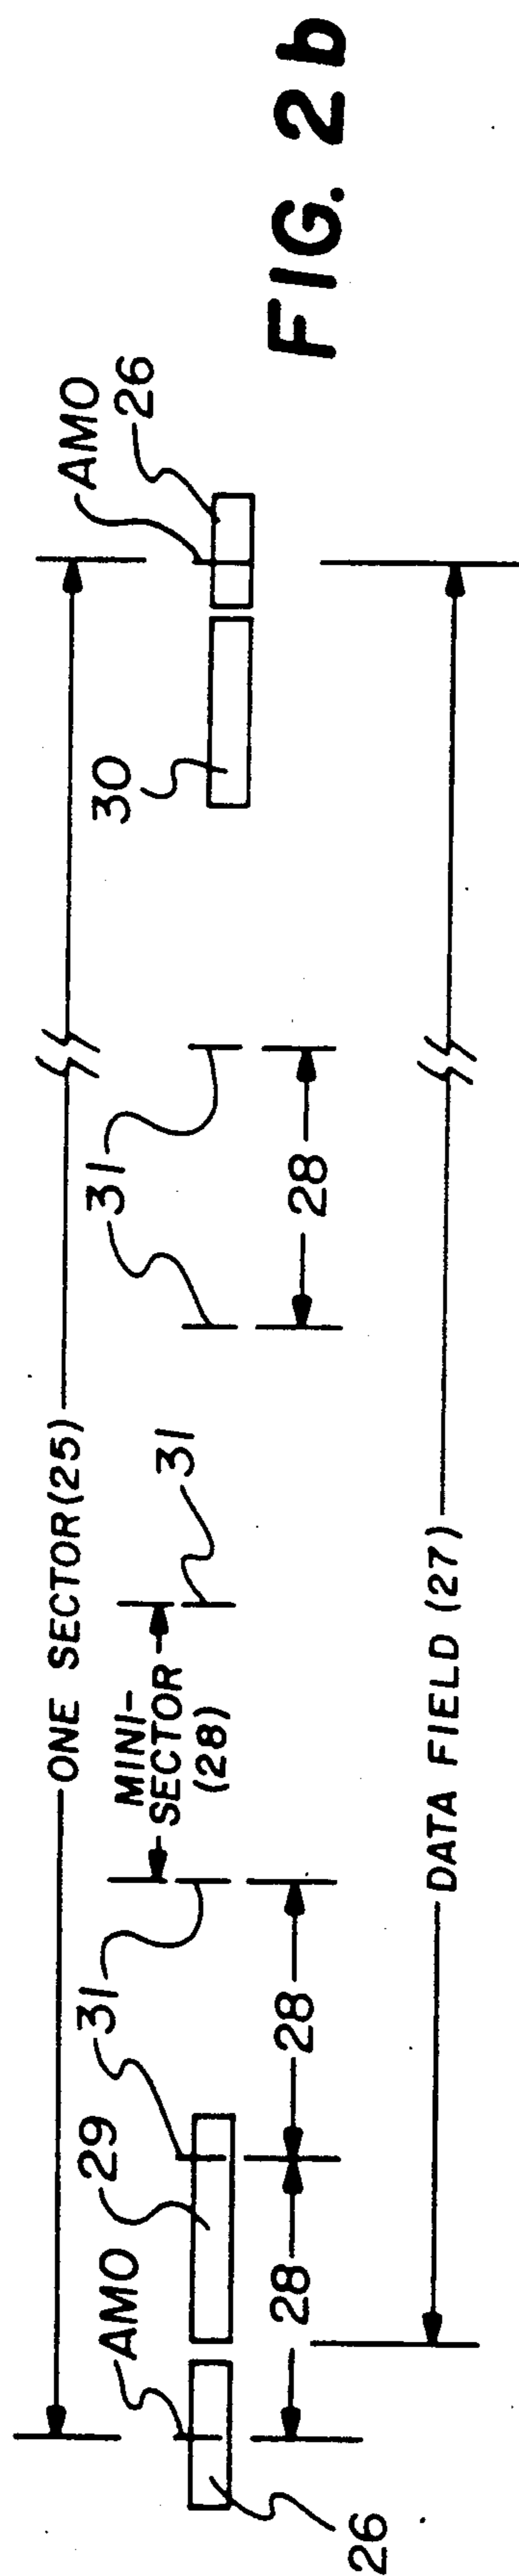 ONE SECTOR (25)
AMO
29
31
MINI-
SECTOR
(28)
31
31
30
AMO
26
26
28
28
28
DATA FIELD (27)
FIG. 2b